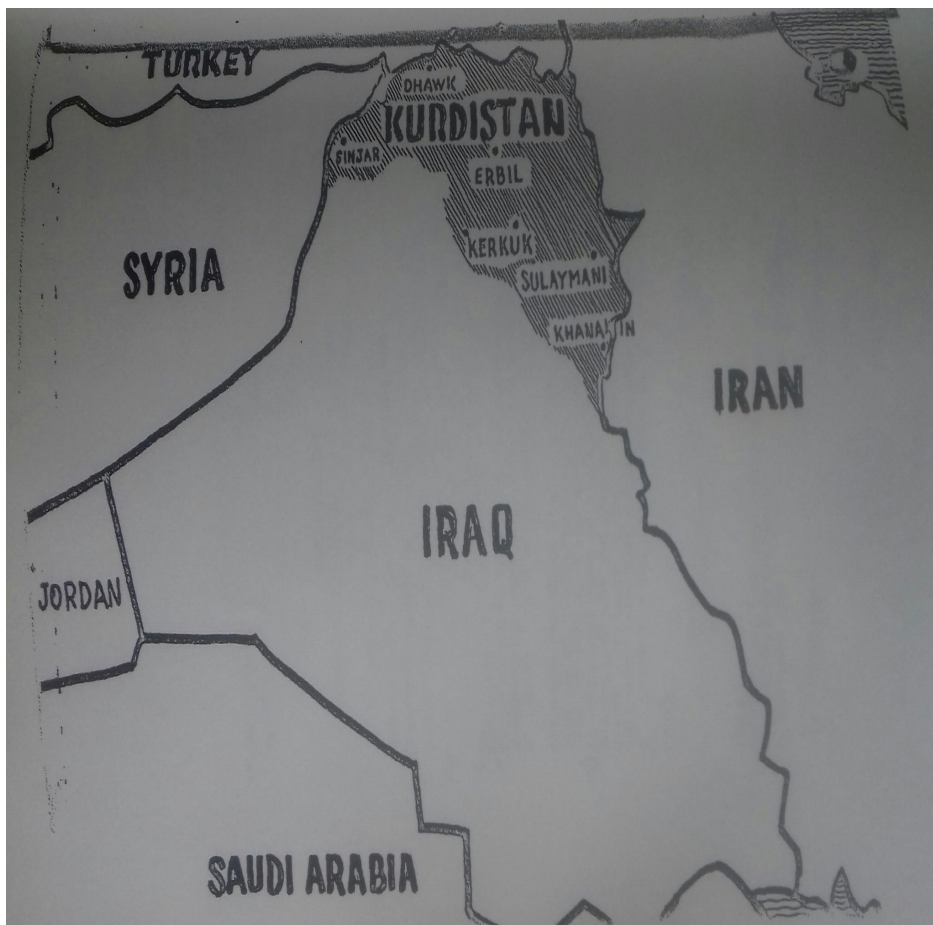 TURKEY
DHAWK
KURDISTAN
SINJAR
ERBIL
KERKUK
SYRIA
SULAYMANI
IRAN
IRAQ
JORDAN
SAUDI ARABIA